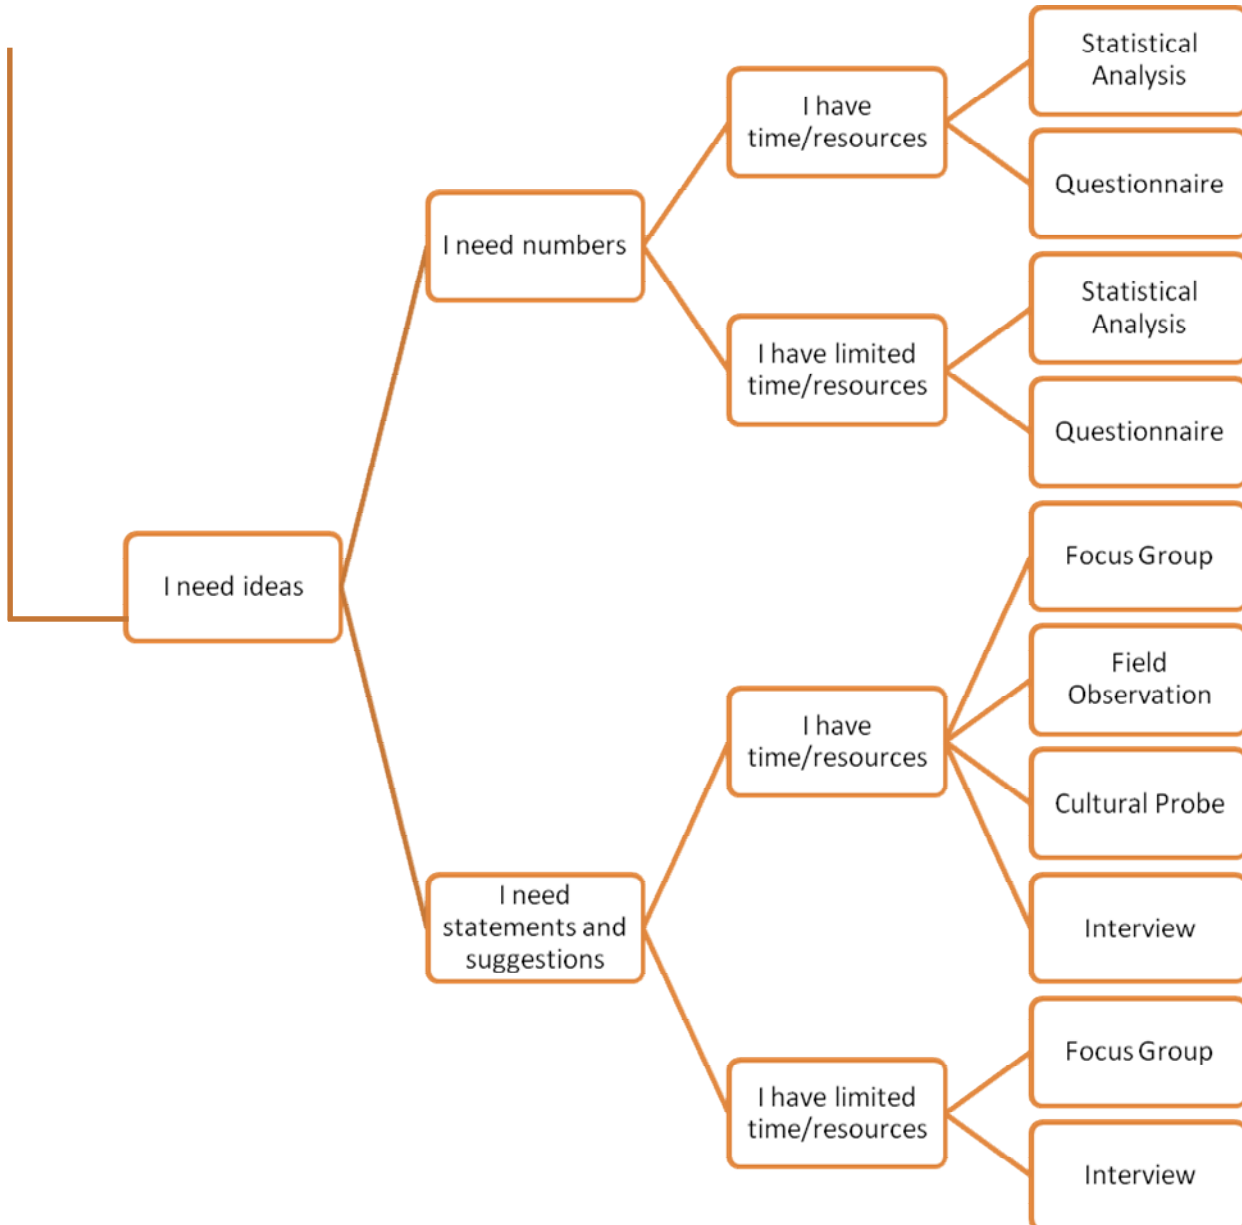 I need ideas
I need numbers
I have
time/resources
Statistical
Analysis
Questionnaire
I have limited
time/resources
Statistical
Analysis
Questionnaire
I need
statements and
suggestions
I have
time/resources
Focus Group
Field
Observation
Cultural Probe
Interview
I have limited
time/resources
Focus Group
Interview